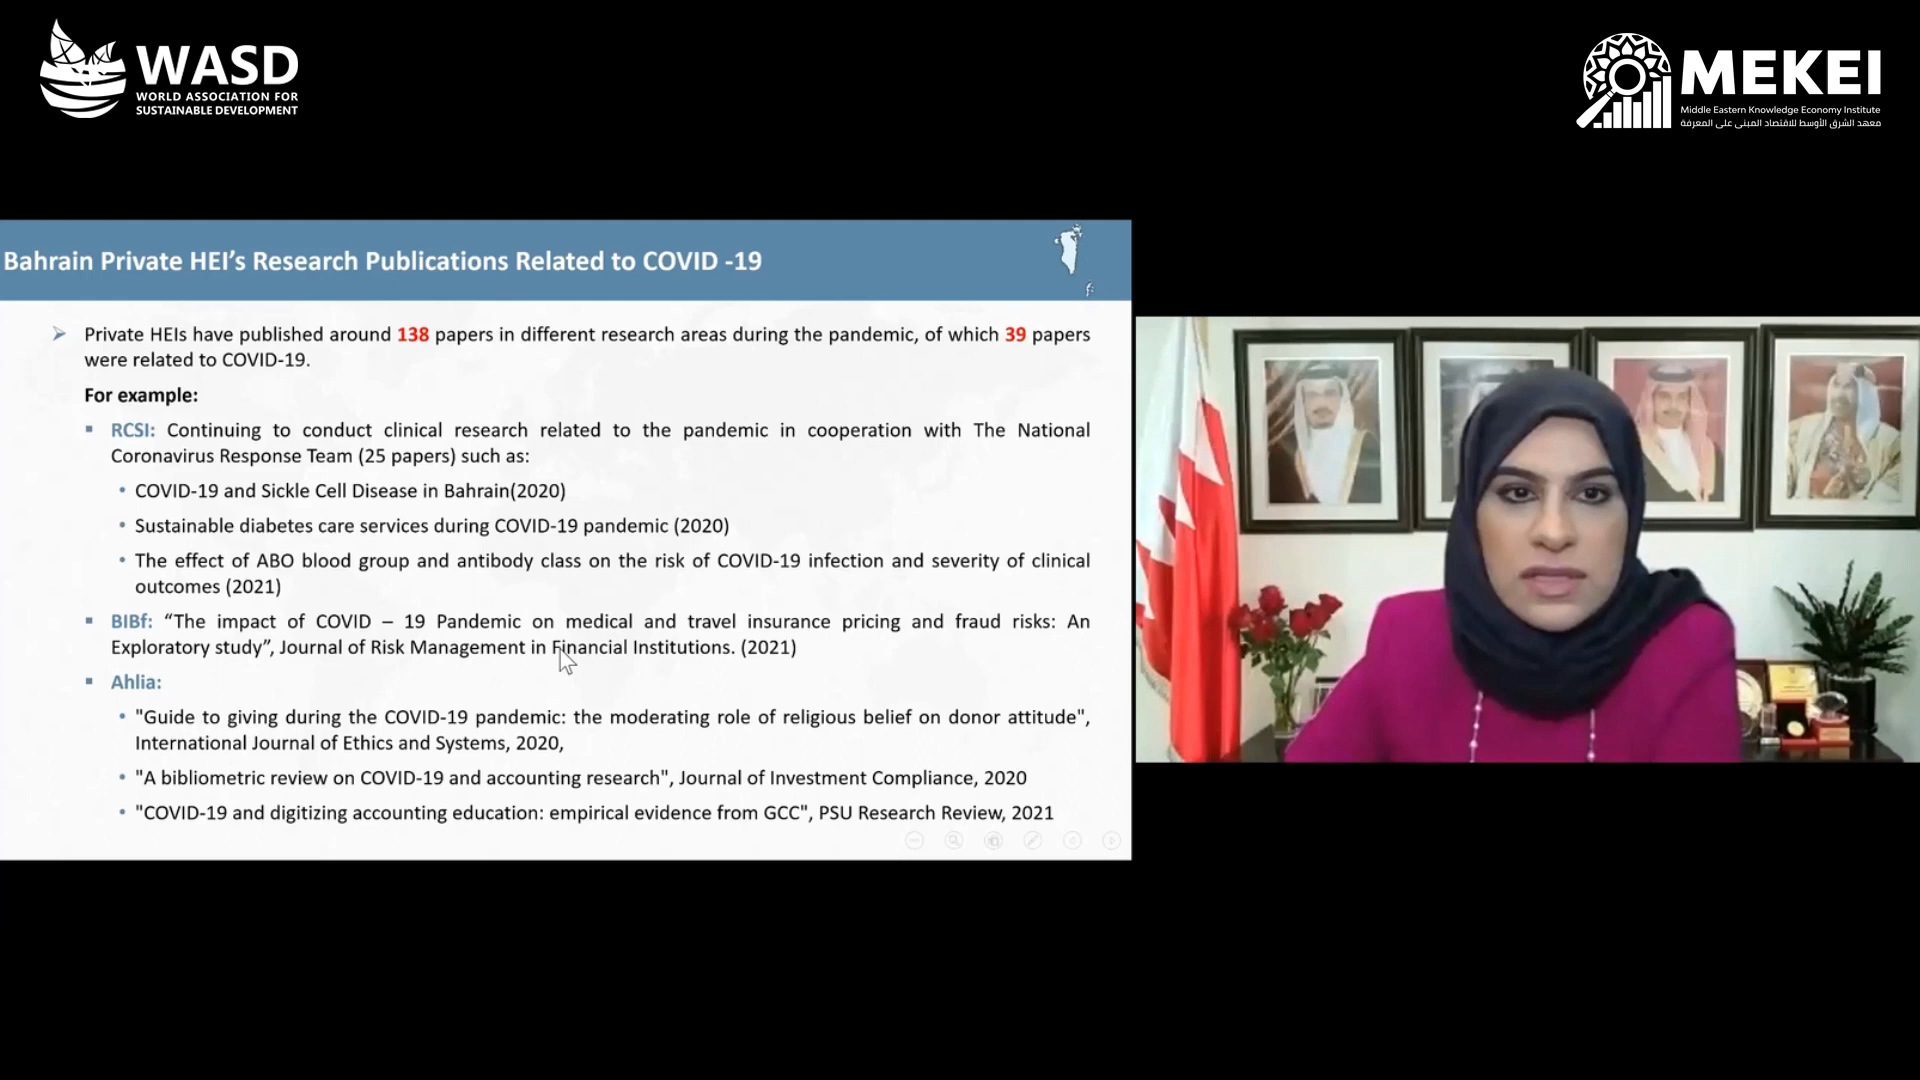 WASD
WORLD ASSOCIATION FOR
SUSTAINABLE DEVELOPMENT
MEKEI
Middle Eastern Knowledge Economy Institute
معهد الشرق الأوسط للاقتصاد المبني على المعرفة
Bahrain Private HEI’s Research Publications Related to COVID -19
Private HEIs have published around 138 papers in different research areas during the pandemic, of which 39 papers
were related to COVID-19.
For example:
RCSI: Continuing to conduct clinical research related to the pandemic in cooperation with The National
Coronavirus Response Team (25 papers) such as:
• COVID-19 and Sickle Cell Disease in Bahrain(2020)
• Sustainable diabetes care services during COVID-19 pandemic (2020)
• The effect of ABO blood group and antibody class on the risk of COVID-19 infection and severity of clinical
outcomes (2021)
BIBf: “The impact of COVID – 19 Pandemic on medical and travel insurance pricing and fraud risks: An
Exploratory study”, Journal of Risk Management in Financial Institutions. (2021)
Ahlia:
• "Guide to giving during the COVID-19 pandemic: the moderating role of religious belief on donor attitude",
International Journal of Ethics and Systems, 2020,
• "A bibliometric review on COVID-19 and accounting research", Journal of Investment Compliance, 2020
• "COVID-19 and digitizing accounting education: empirical evidence from GCC", PSU Research Review, 2021